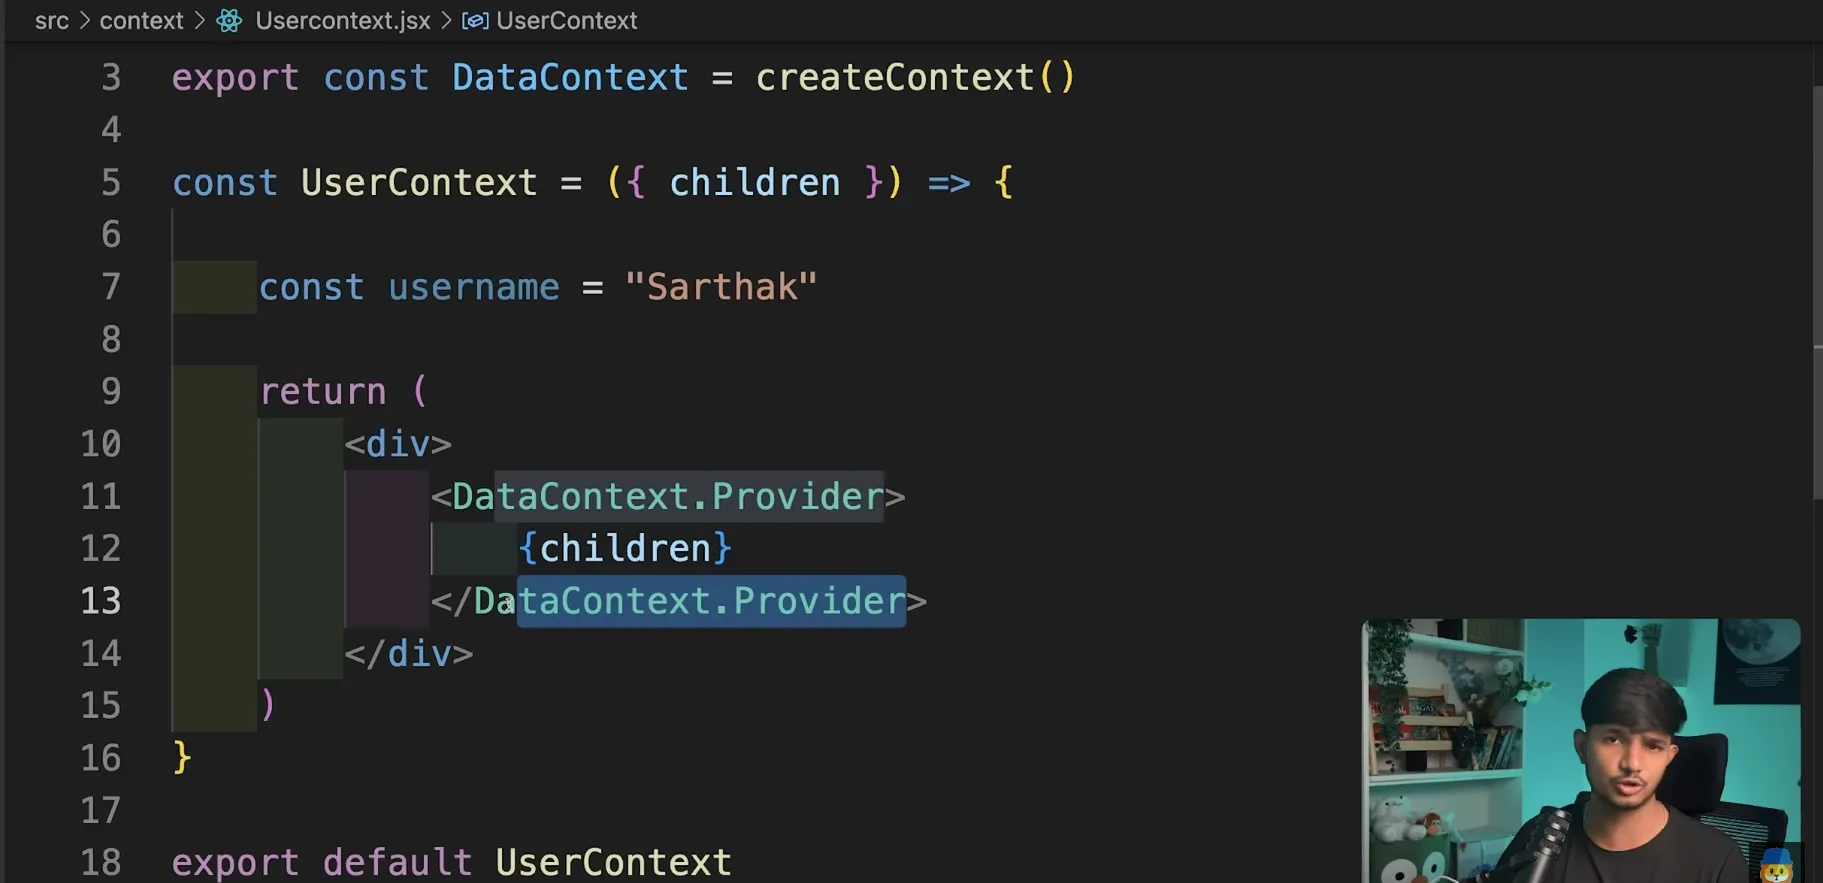 src > context > Usercontext.jsx > UserContext
3 export const DataContext = createContext()
4
5 const UserContext = ({ children }) => {
6
7 const username = "Sarthak"
8
9 return (
10 <div>
11 <DataContext.Provider>
12 {children}
13 </DataContext.Provider>
14 </div>
15 )
16 }
17
18 export default UserContext